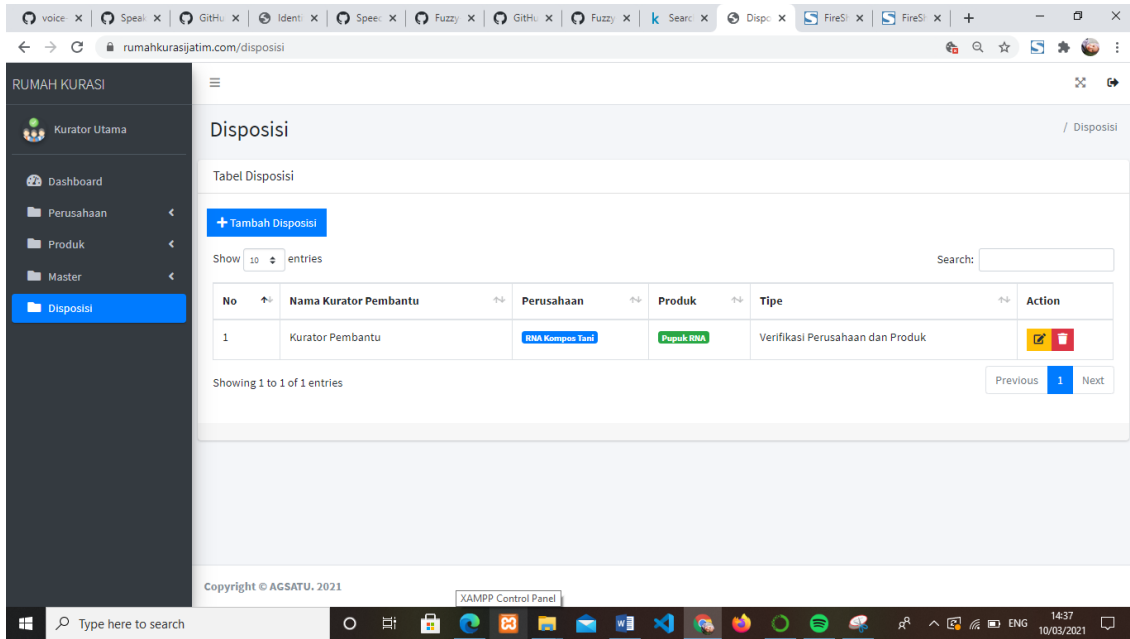 voice
Speak
GitHu
Identi
Speec
Fuzzy
GitHu
Fuzzy
Searc
Dispo
FireSh
FireSh
rumahkurasijatim.com/disposisi
RUMAH KURASI
Kurator Utama
Dashboard
Perusahaan
Produk
Master
Disposisi
Disposisi
/ Disposisi
Tabel Disposisi
+ Tambah Disposisi
Show 10 entries
Search:
No Nama Kurator Pembantu Perusahaan Produk Tipe Action
1 Kurator Pembantu RNA Kompos Tani Pupuk RNA Verifikasi Perusahaan dan Produk
Showing 1 to 1 of 1 entries
Previous 1 Next
Copyright © AGSATU. 2021
XAMPP Control Panel
Type here to search
ENG
14:37
10/03/2021